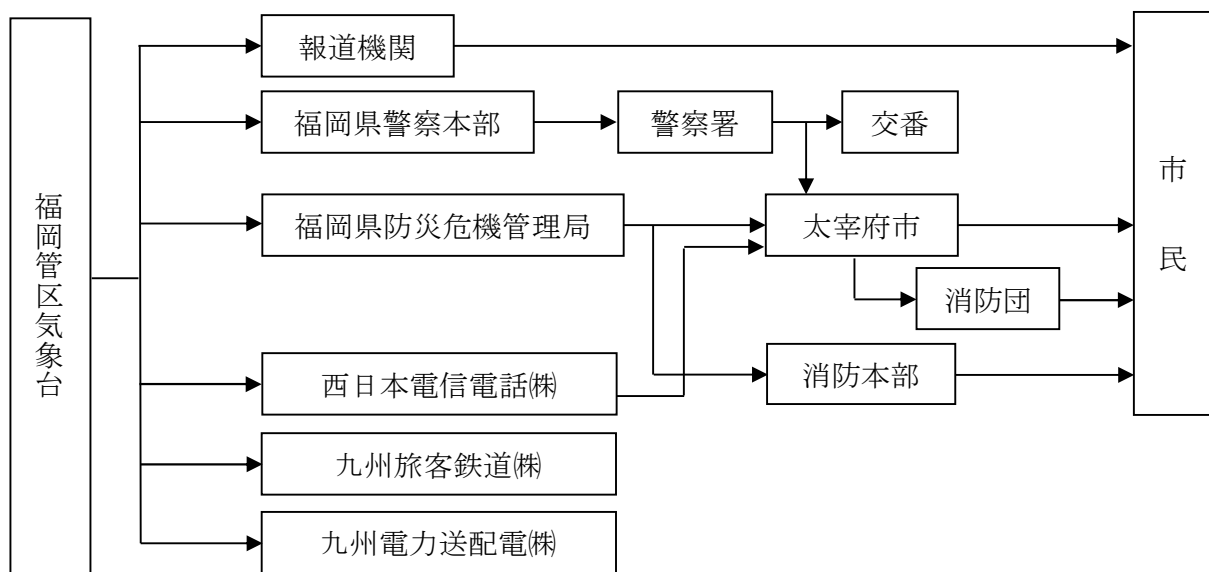 福岡管区気象台
報道機関
福岡県警察本部
警察署
交番
福岡県防災危機管理局
太宰府市
消防団
西日本電信電話㈱
消防本部
九州旅客鉄道㈱
九州電力送配電㈱
市民